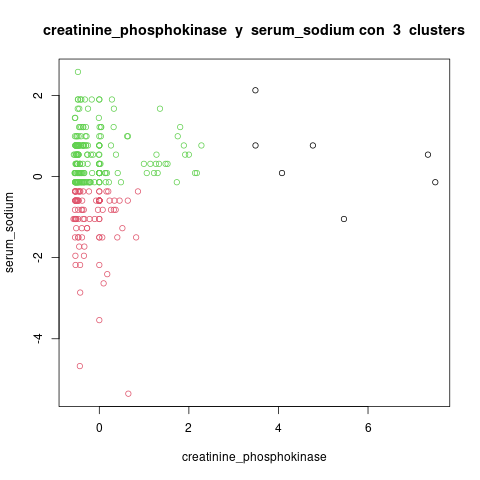 creatinine_phosphokinase y serum_sodium con 3 clusters
serum_sodium
2
0
-2
-4
0 2 4 6
creatinine_phosphokinase